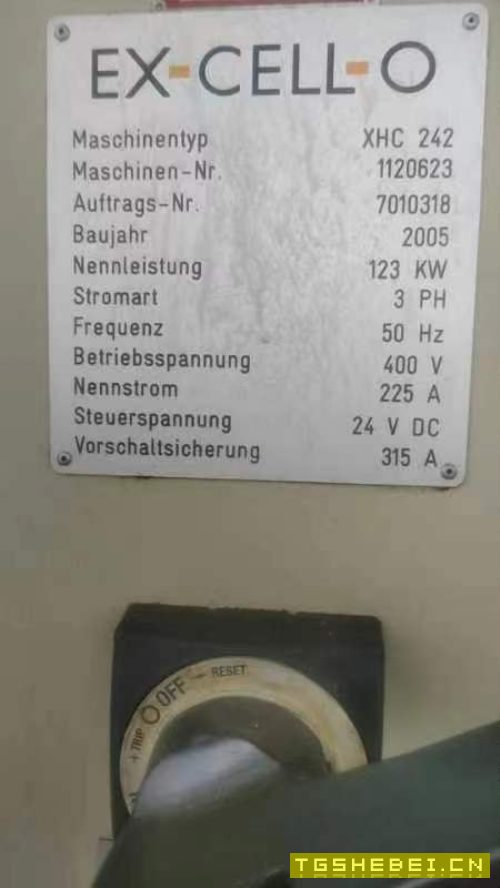 EX-CELL-O
Maschinentyp XHC 242
Maschinen-Nr. 1120623
Auftrags-Nr. 7010318
Baujahr 2005
Nennleistung 123 KW
Stromart 3 PH
Frequenz 50 Hz
Betriebsspannung 400 V
Nennstrom 225 A
Steuerspannung 24 V DC
Vorschaltsicherung 315 A
+ TRIP O OFF — RESET
TGSHEBEI.CN